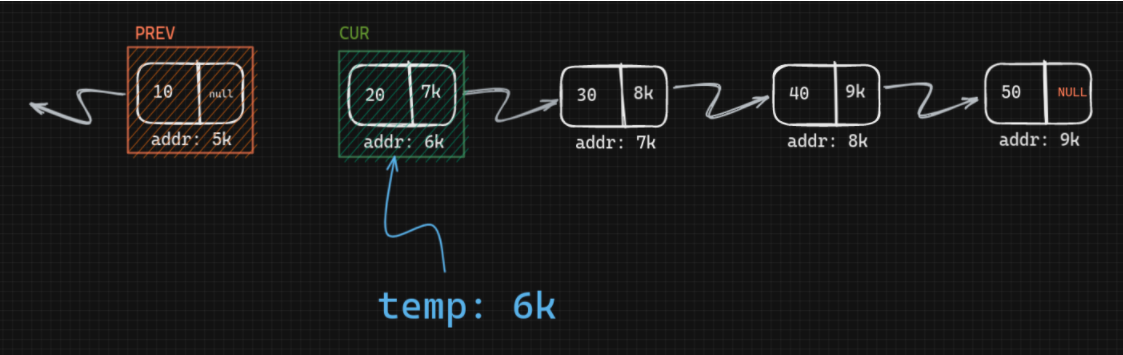 PREV
CUR
10 null
20 7k
30 8k
40 9k
50 NULL
addr: 5k
addr: 6k
addr: 7k
addr: 8k
addr: 9k
temp: 6k